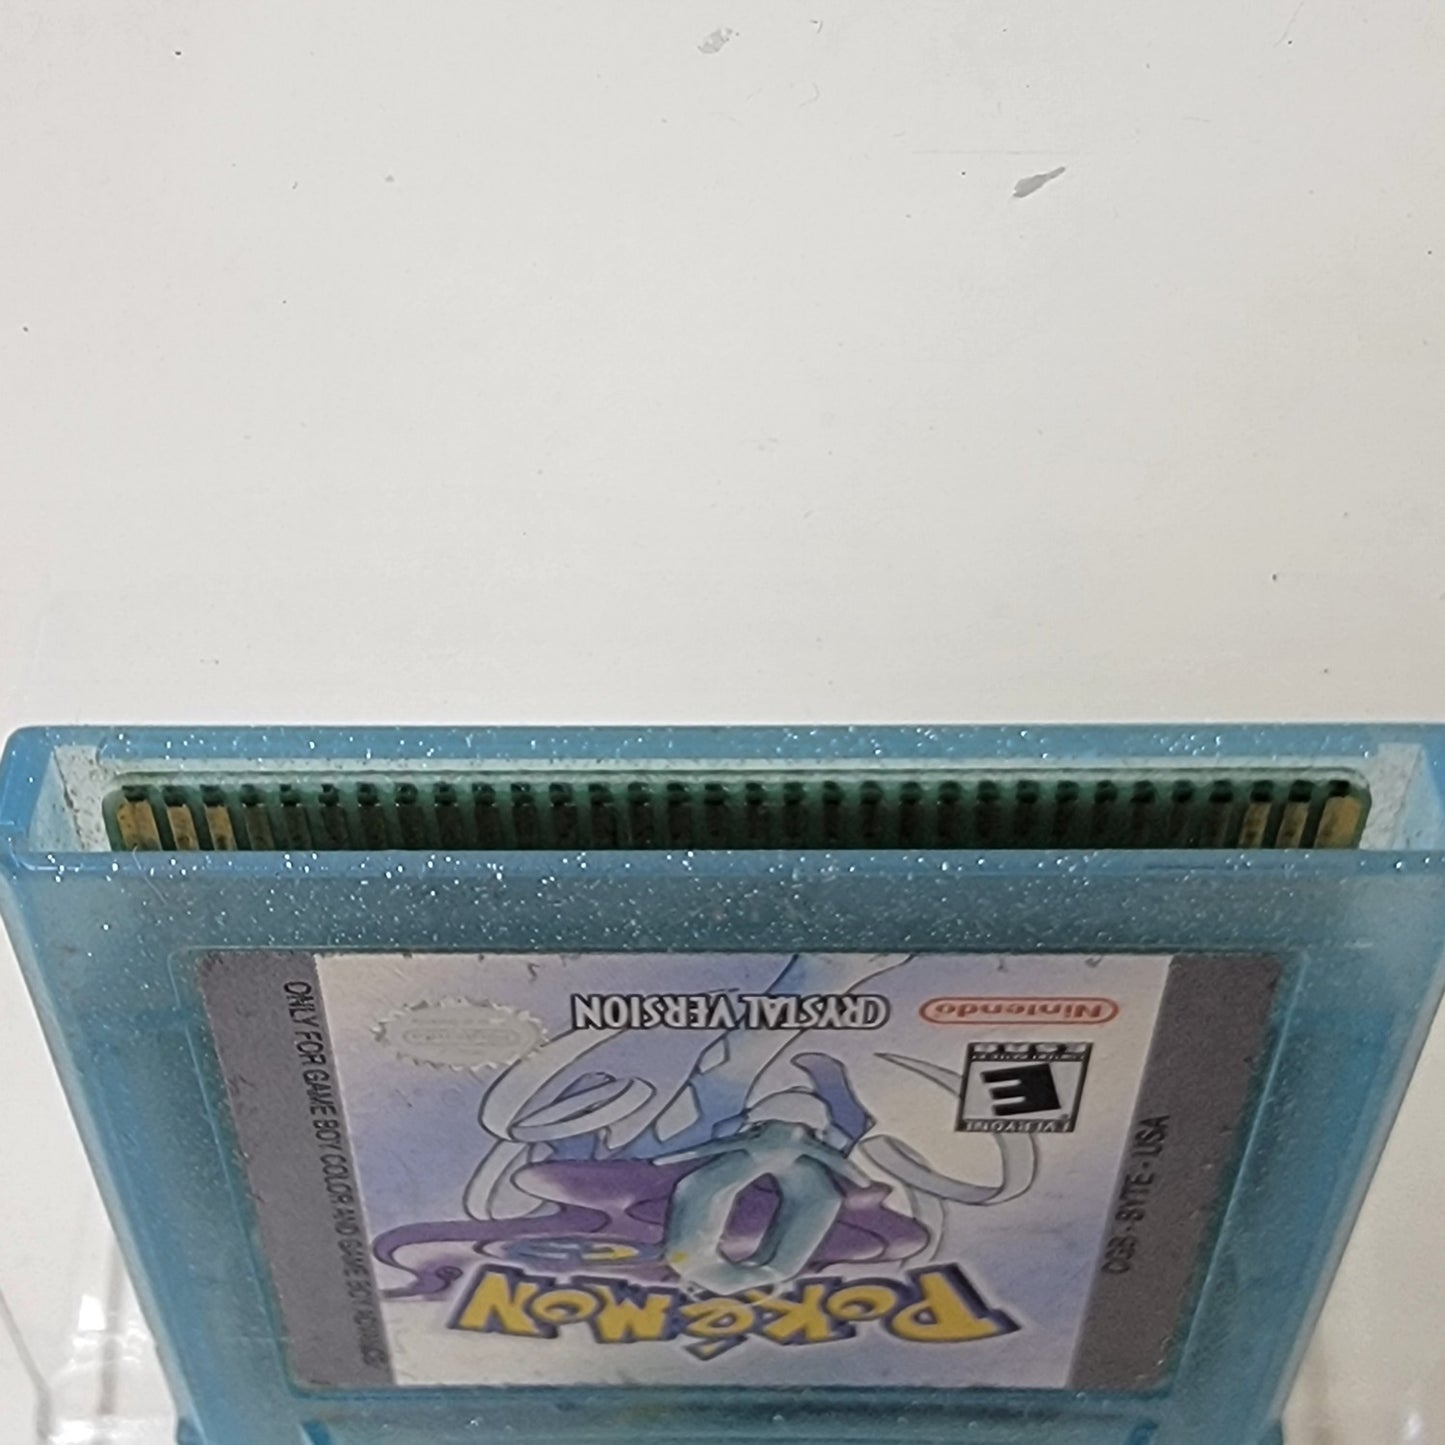 POKéMON
EVERYONE
E
ESRB
Nintendo
CRYSTAL VERSION
ONLY FOR GAME BOY COLOR AND GAME BOY ADVANCE
CGB-BYTE-USA